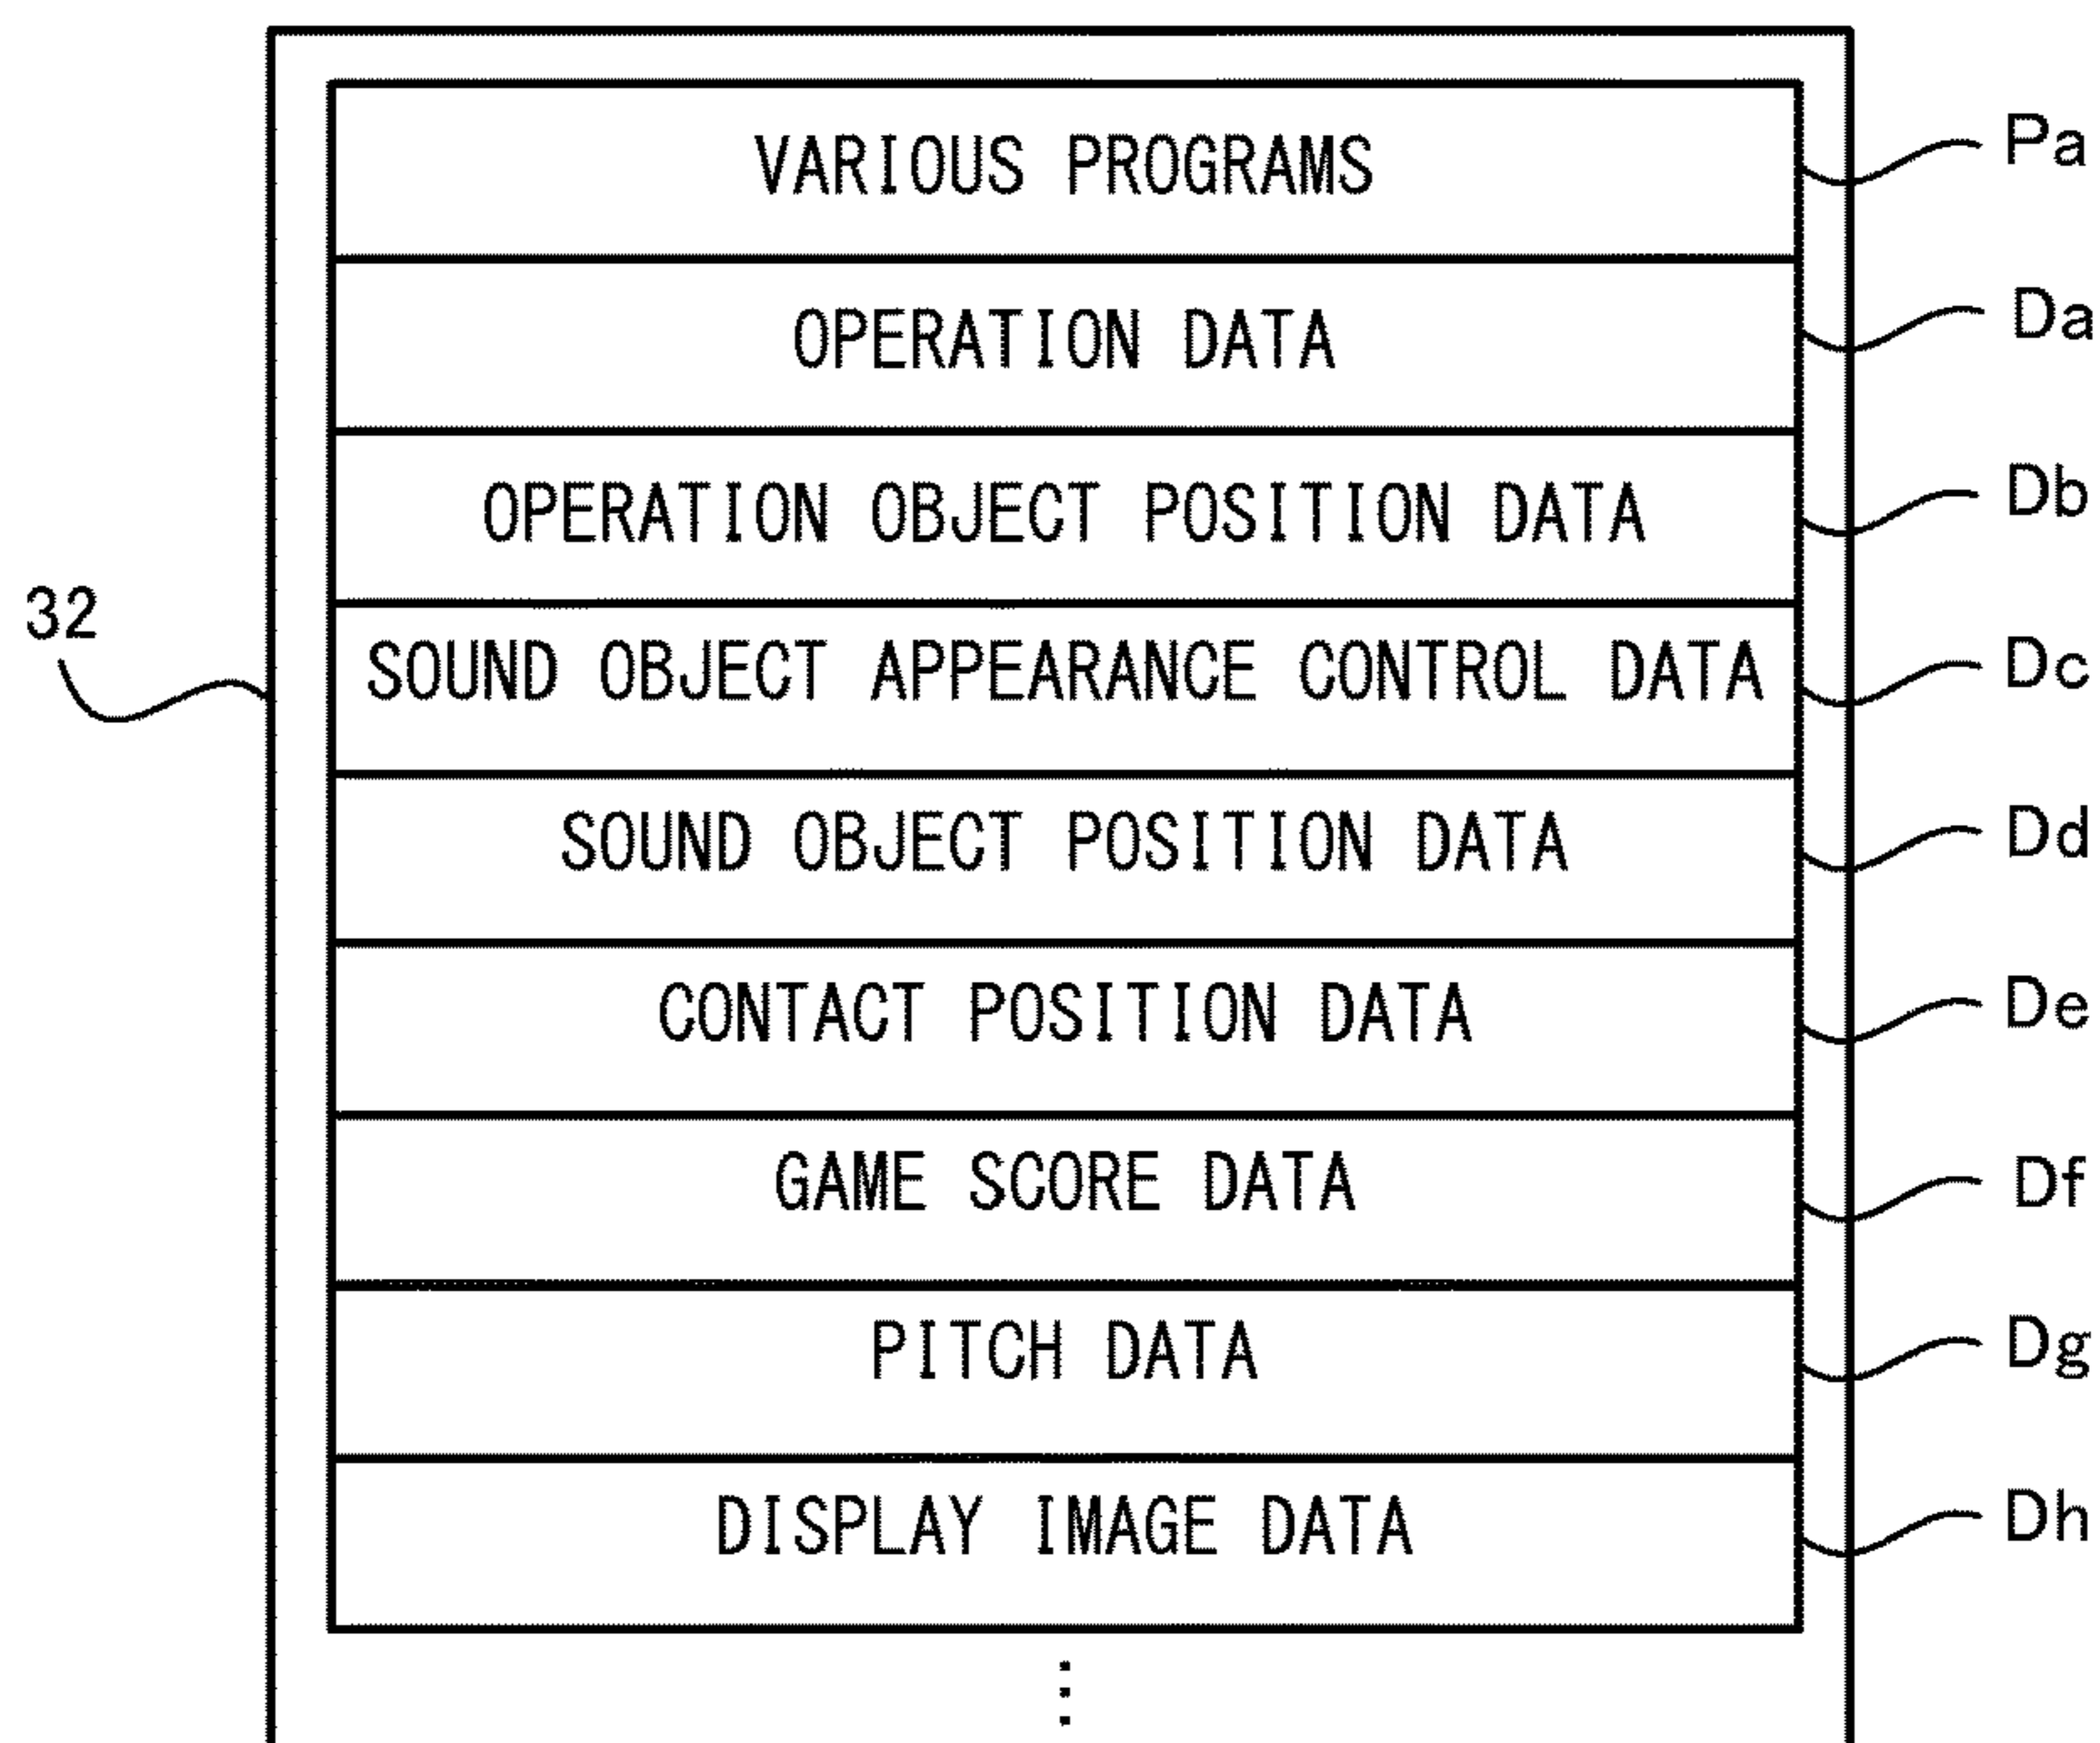 VARIOUS PROGRAMS Pa
OPERATION DATA Da
OPERATION OBJECT POSITION DATA Db
32
SOUND OBJECT APPEARANCE CONTROL DATA Dc
SOUND OBJECT POSITION DATA Dd
CONTACT POSITION DATA De
GAME SCORE DATA Df
PITCH DATA Dg
DISPLAY IMAGE DATA Dh